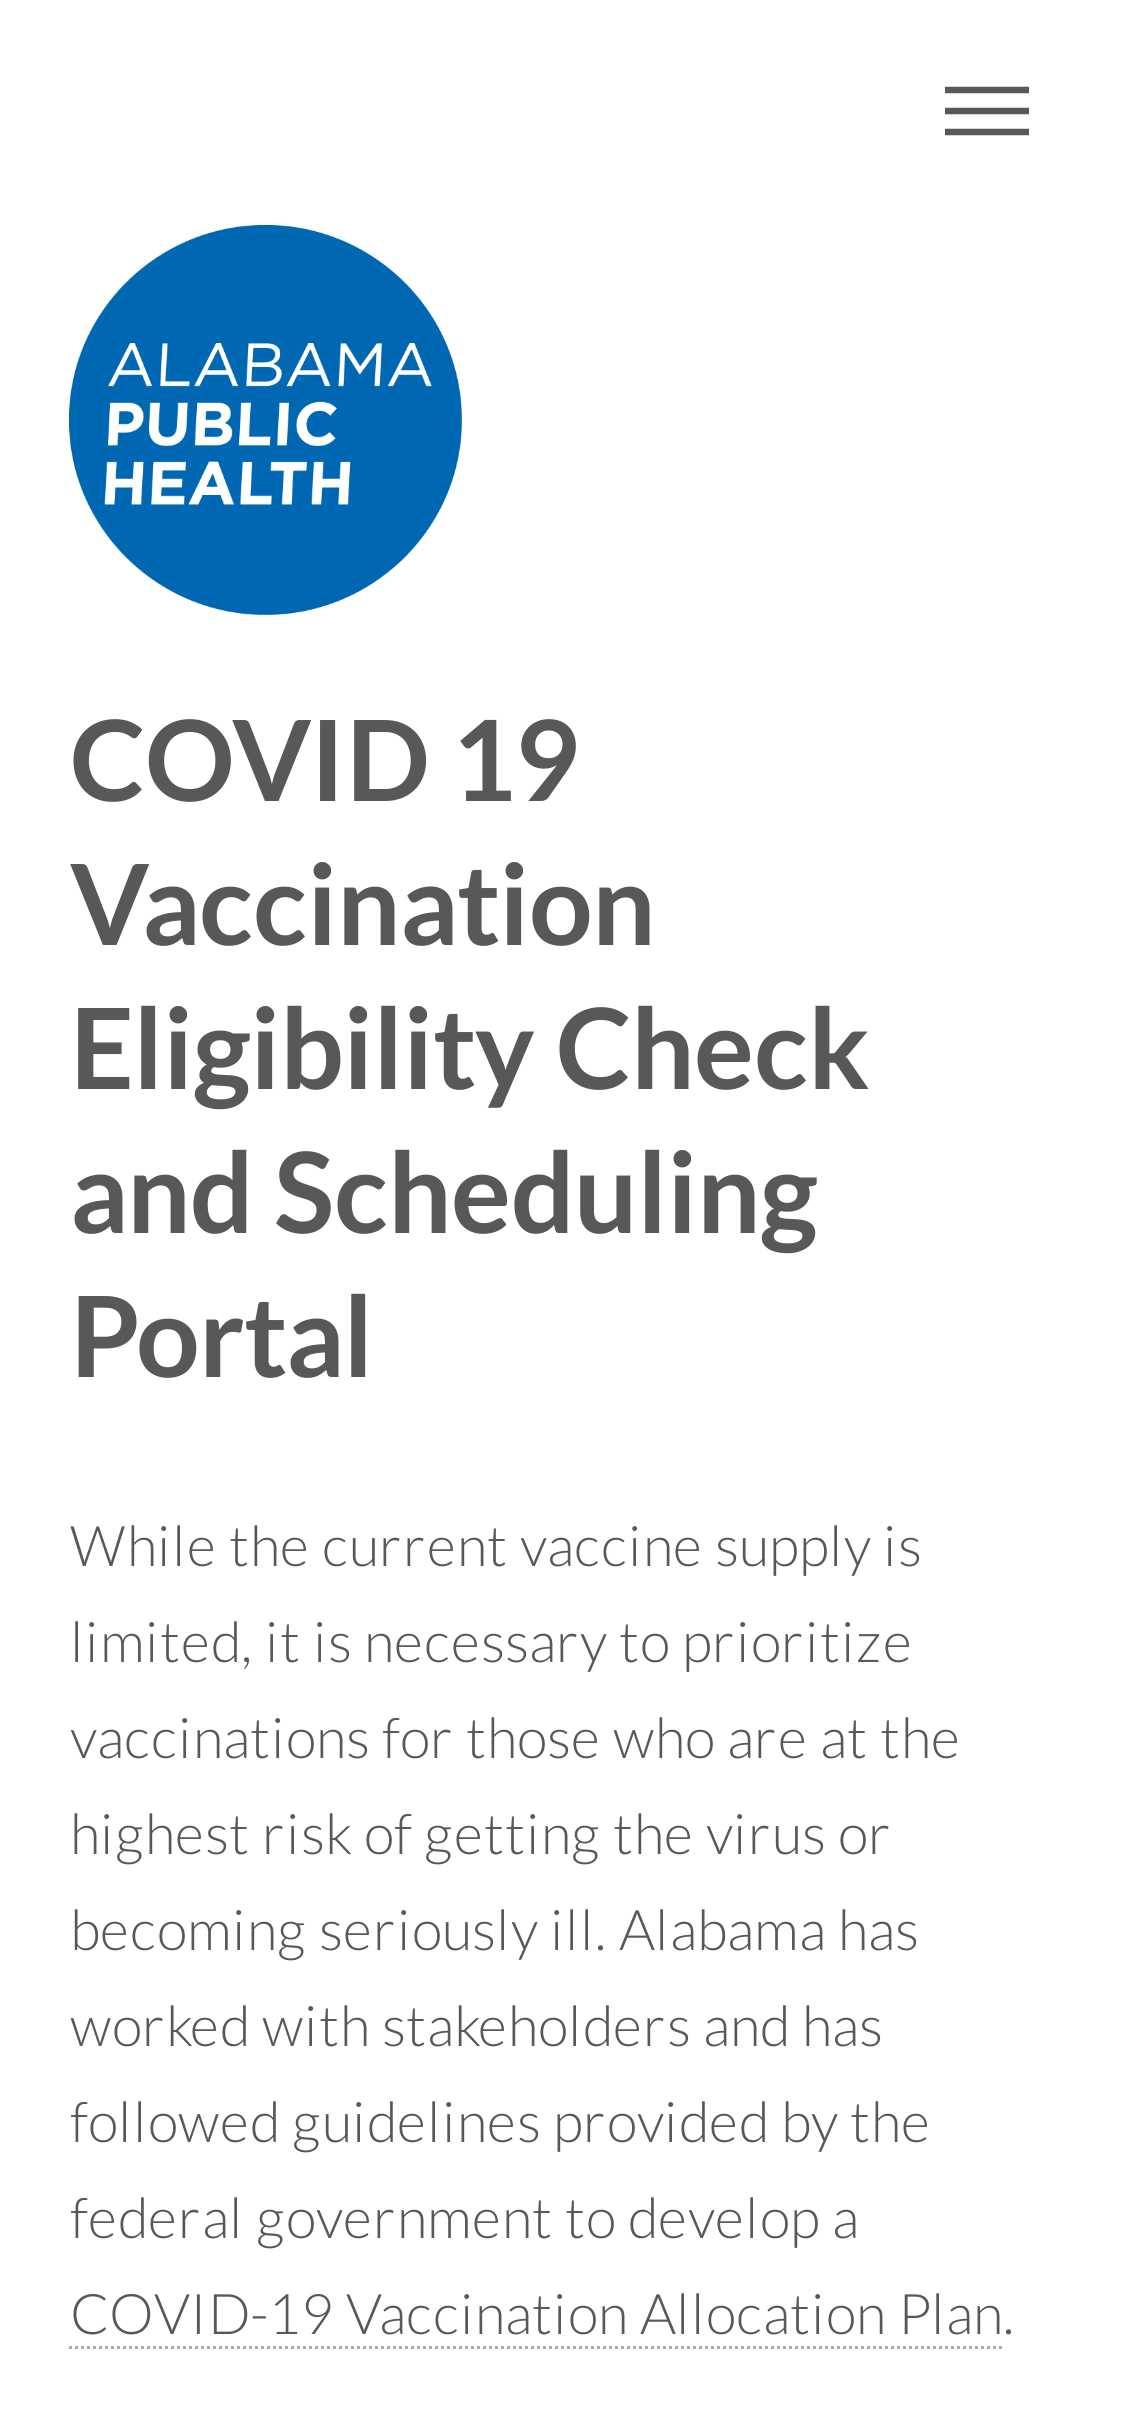 ALABAMA
PUBLIC
HEALTH
COVID 19
Vaccination
Eligibility Check
and Scheduling
Portal
While the current vaccine supply is
limited, it is necessary to prioritize
vaccinations for those who are at the
highest risk of getting the virus or
becoming seriously ill. Alabama has
worked with stakeholders and has
followed guidelines provided by the
federal government to develop a
COVID-19 Vaccination Allocation Plan.